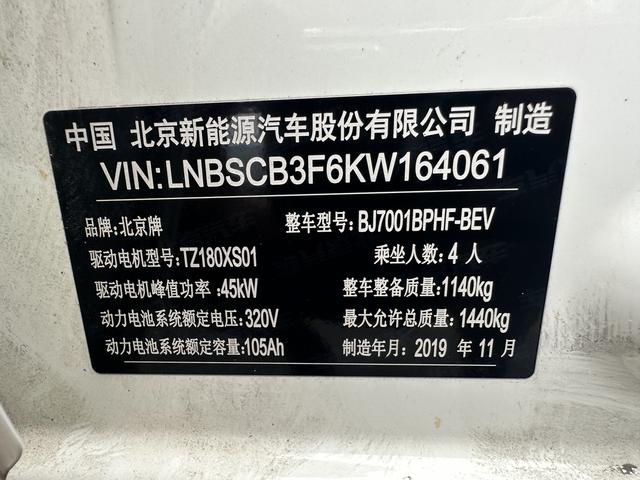 中国 北京新能源汽车股份有限公司 制造
VIN:LNBSCB3F6KW164061
品牌:北京牌 整车型号:BJ7001BPHF-BEV
驱动电机型号:TZ180XS01 乘坐人数:4 人
驱动电机峰值功率:45kW 整车整备质量:1140kg
动力电池系统额定电压:320V 最大允许总质量:1440kg
动力电池系统额定容量:105Ah 制造年月:2019 年 11 月